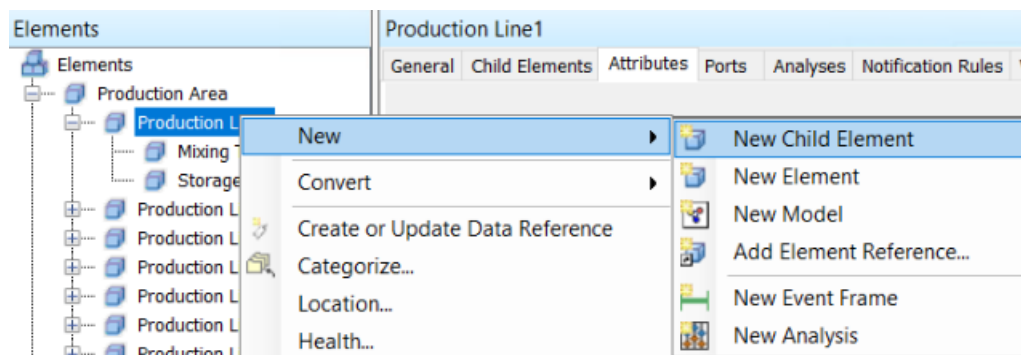 Elements
Production Line1
Elements
General Child Elements Attributes Ports Analyses Notification Rules
Production Area
Production L
New
New Child Element
Mixing
Convert
New Element
Storage
Production L
Create or Update Data Reference
New Model
Production L
Add Element Reference...
Production L
Categorize...
Production L
Location...
New Event Frame
Production L
Health...
New Analysis
Production L